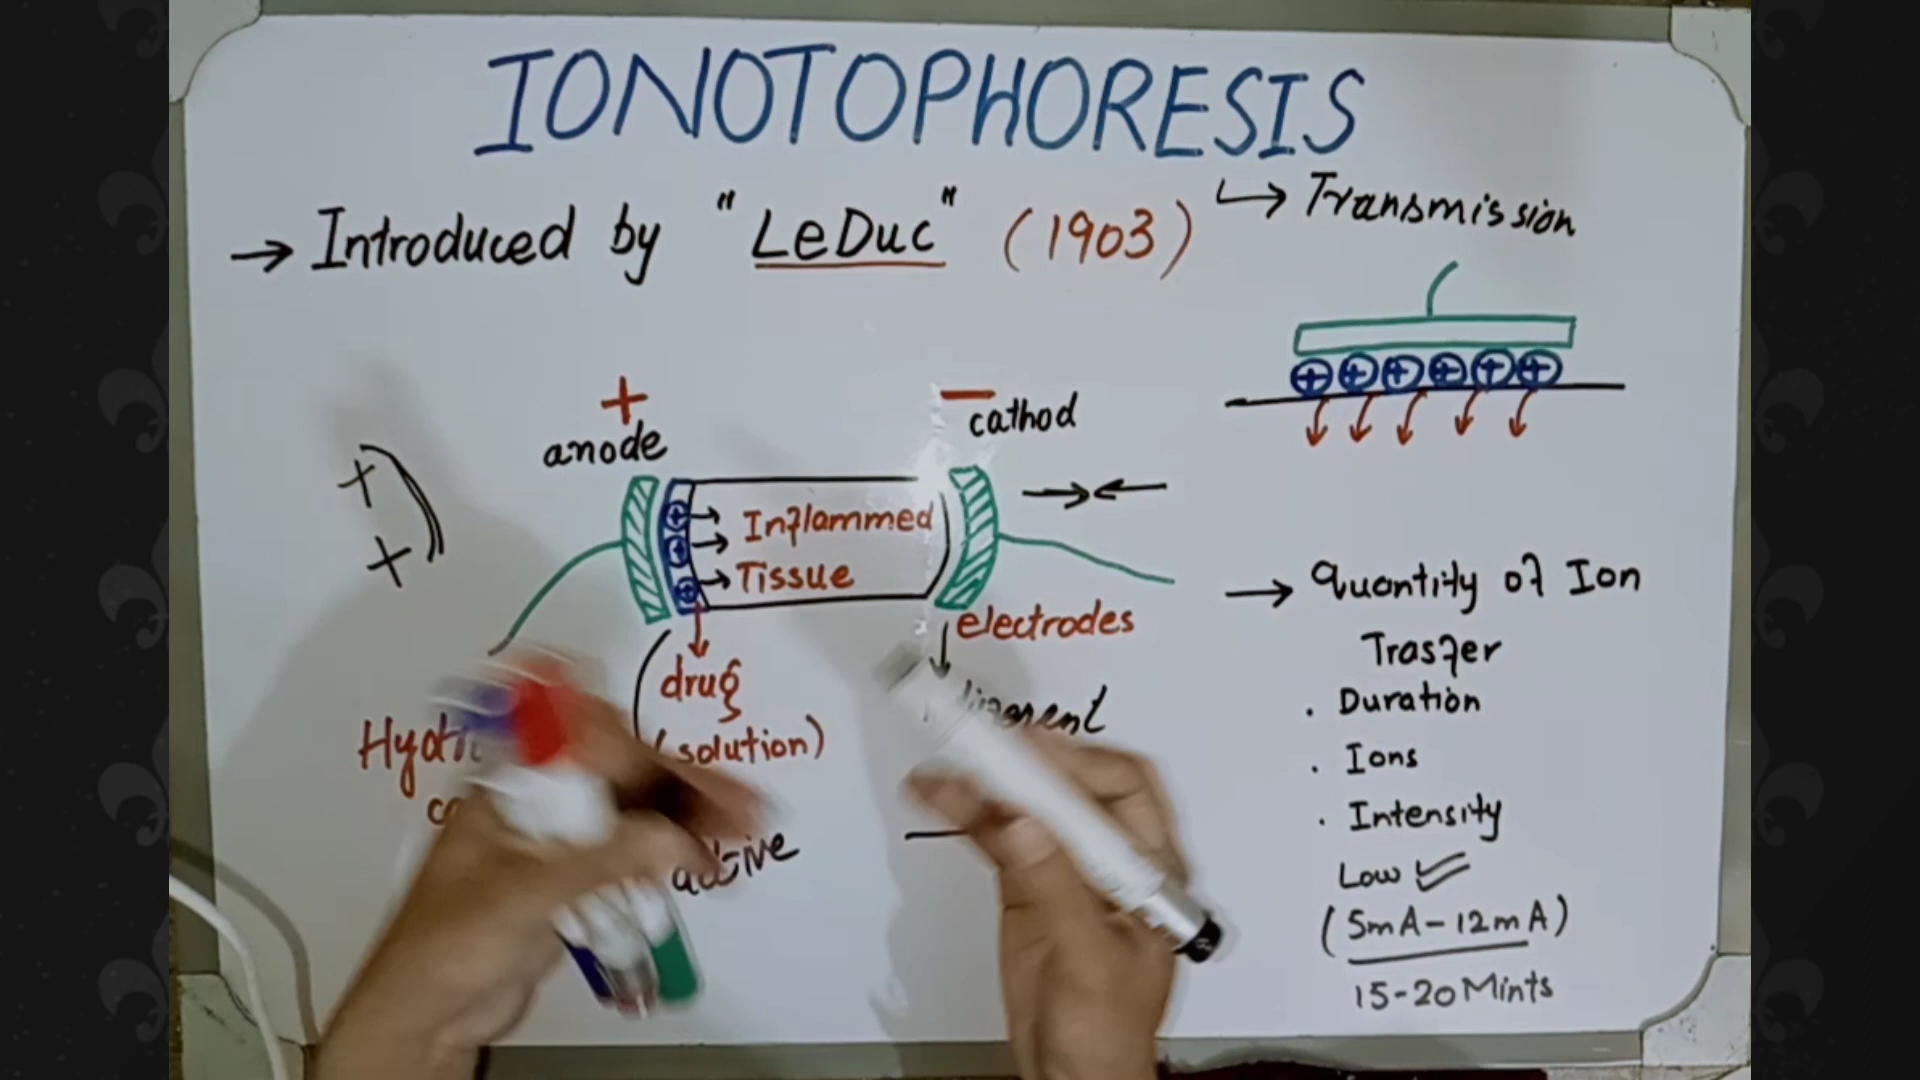 IONOTOPHORESIS
→ Introduced by "LeDuc" (1903)
↳ Transmission
+
anode
−
cathod
Inflammed
Tissue
electrodes
drug
(solution)
active
→ Quantity of Ion
Trasfer
. Duration
. Ions
. Intensity
Low
(5mA-12mA)
15-20 Mints